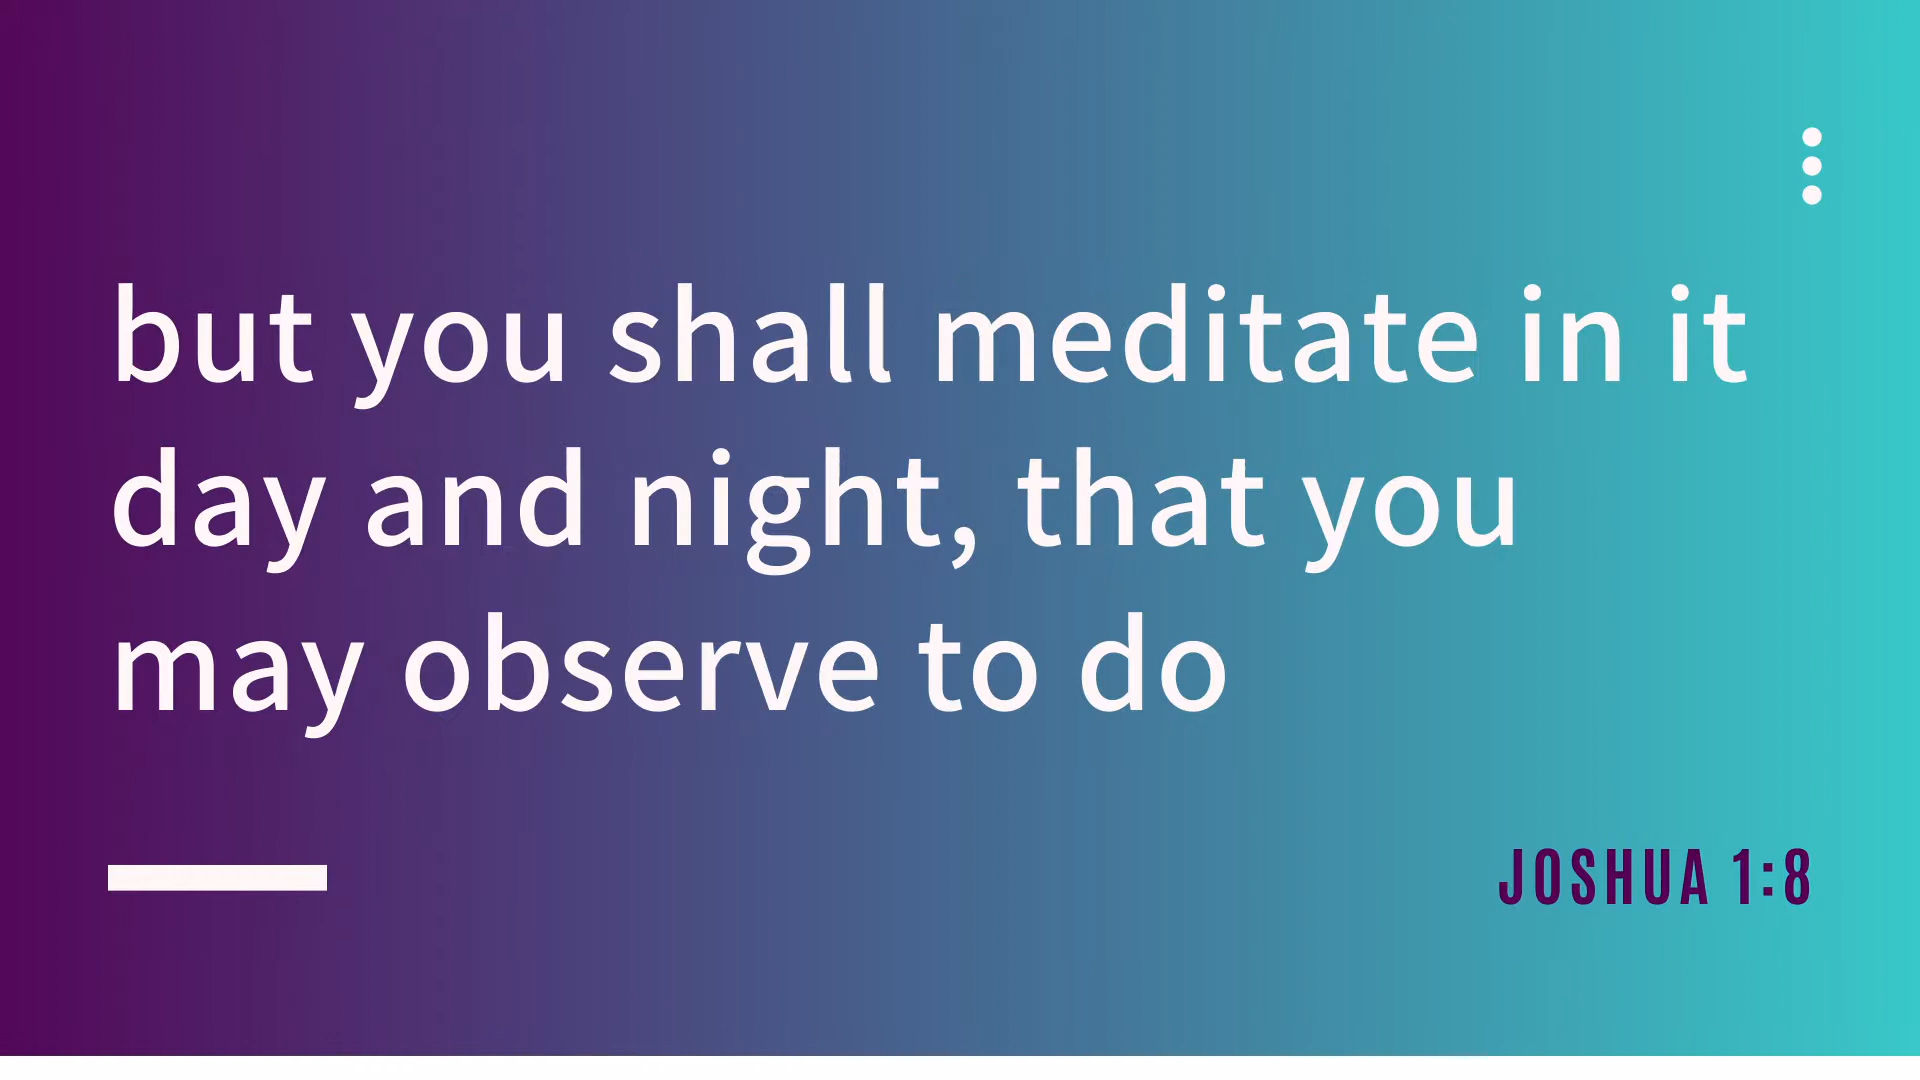 but you shall meditate in it
day and night, that you
may observe to do
JOSHUA 1:8